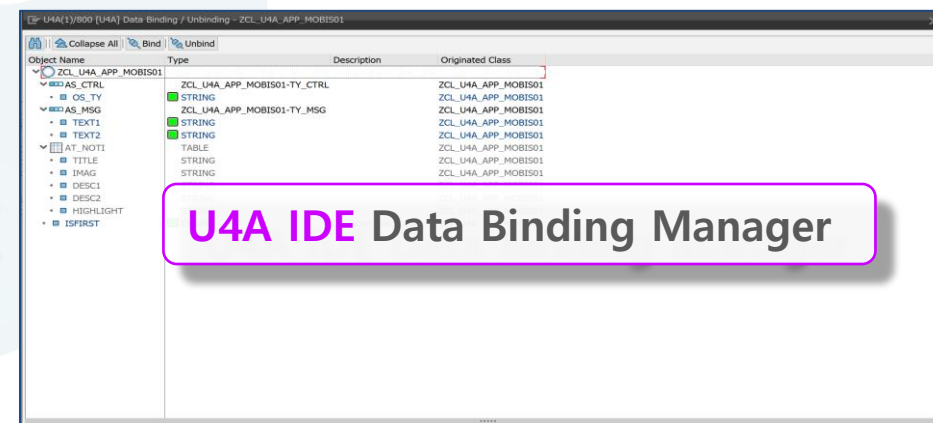 U4A(1)/800 [U4A] Data Binding / Unbinding - ZCL_U4A_APP_MOBIS01
Collapse All Bind Unbind
Object Name Type Description Originated Class
ZCL_U4A_APP_MOBIS01
AS_CTRL ZCL_U4A_APP_MOBIS01-TY_CTRL ZCL_U4A_APP_MOBIS01
OS_TY STRING ZCL_U4A_APP_MOBIS01
AS_MSG ZCL_U4A_APP_MOBIS01-TY_MSG ZCL_U4A_APP_MOBIS01
TEXT1 STRING ZCL_U4A_APP_MOBIS01
TEXT2 STRING ZCL_U4A_APP_MOBIS01
AT_NOTI TABLE ZCL_U4A_APP_MOBIS01
TITLE STRING ZCL_U4A_APP_MOBIS01
IMAG STRING ZCL_U4A_APP_MOBIS01
DESC1
DESC2
HIGHLIGHT
ISFIRST
U4A IDE Data Binding Manager